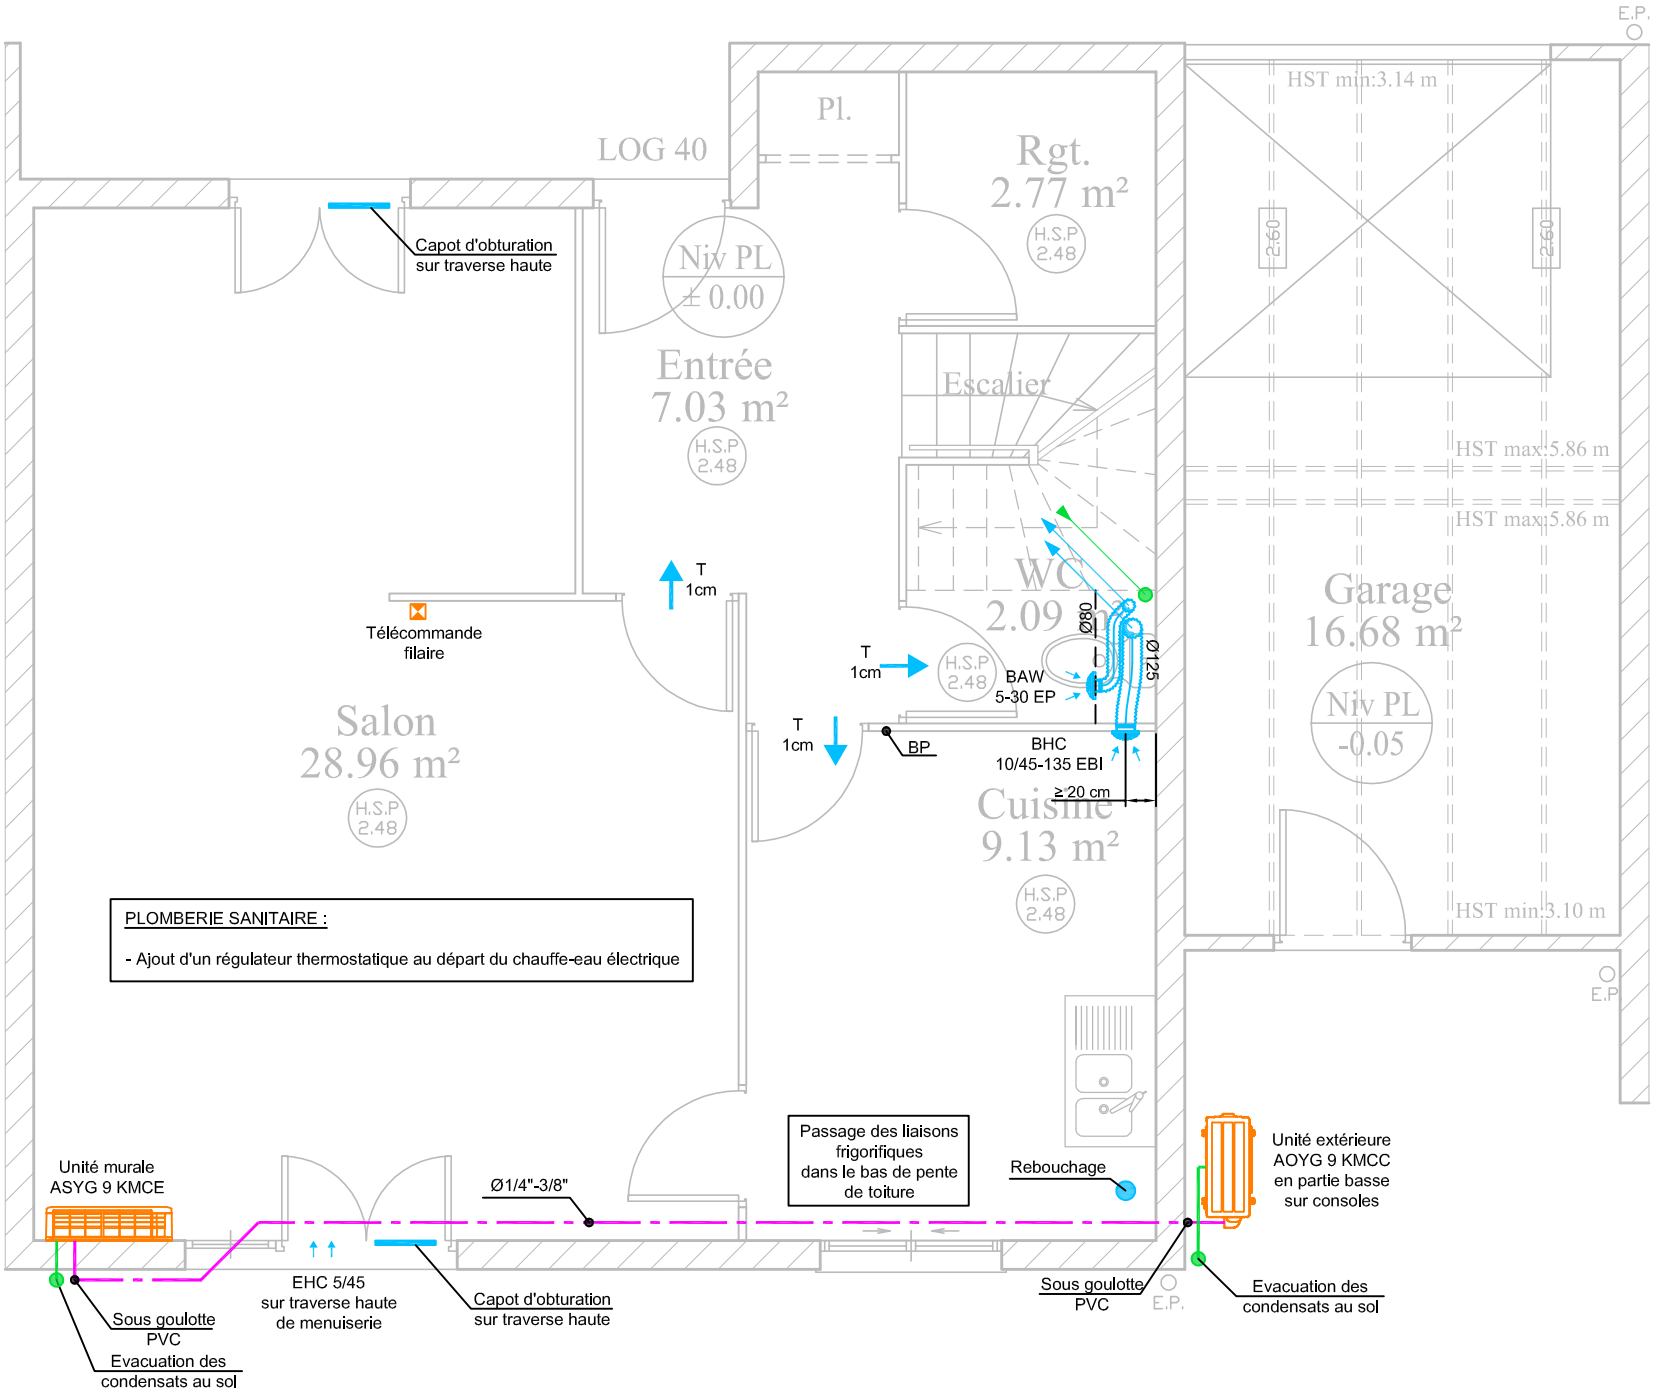 E.P.
HST min:3.14 m
Pl.
LOG 40
Rgt.
2.77 m²
H.S.P
2.48
2.60
2.60
Capot d'obturation
sur traverse haute
Niv PL
± 0.00
Entrée
7.03 m²
H.S.P
2.48
Escalier
HST max:5.86 m
HST max:5.86 m
T
1cm
Télécommande
filaire
WC
2.09 m²
H.S.P
2.48
Ø80
Ø125
BAW
5-30 EP
T
1cm
T
1cm
BP
BHC
10/45-135 EBI
≥ 20 cm
Garage
16.68 m²
Niv PL
-0.05
Salon
28.96 m²
H.S.P
2.48
Cuisine
9.13 m²
H.S.P
2.48
HST min:3.10 m
E.P
PLOMBERIE SANITAIRE :
- Ajout d'un régulateur thermostatique au départ du chauffe-eau électrique
Passage des liaisons
frigorifiques
dans le bas de pente
de toiture
Rebouchage
Unité extérieure
AOYG 9 KMCC
en partie basse
sur consoles
Unité murale
ASYG 9 KMCE
Ø1/4"-3/8"
EHC 5/45
sur traverse haute
de menuiserie
Capot d'obturation
sur traverse haute
Sous goulotte
PVC
E.P.
Evacuation des
condensats au sol
Sous goulotte
PVC
Evacuation des
condensats au sol